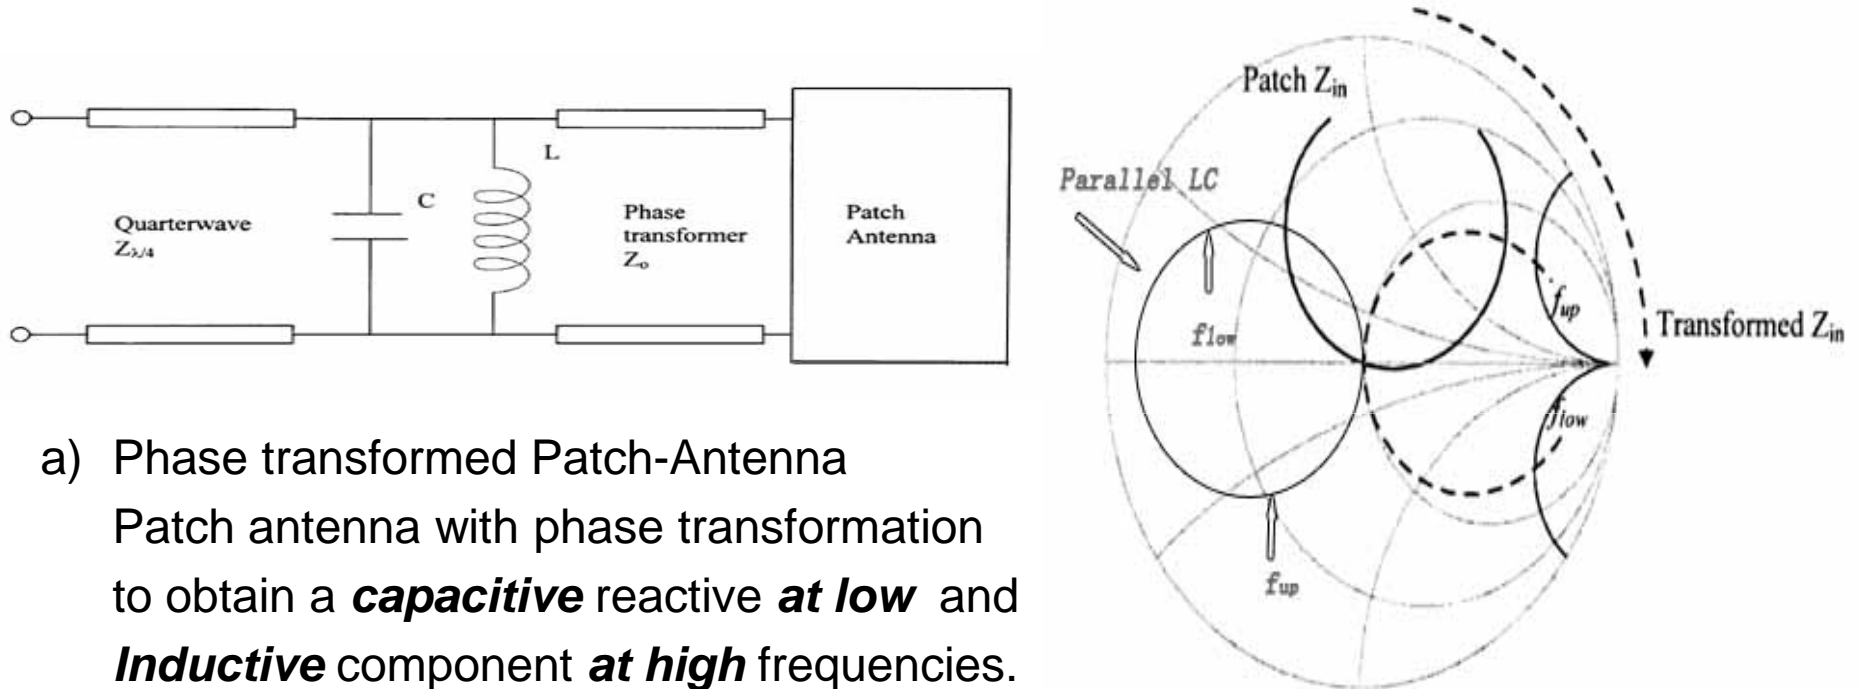 Quarterwave
Z_λ/4
C
L
Phase
transformer
Z_o
Patch
Antenna
Patch Z_in
Parallel LC
f_low
f_up
f_up
f_low
Transformed Z_in
a) Phase transformed Patch-Antenna
Patch antenna with phase transformation
to obtain a capacitive reactive at low and
Inductive component at high frequencies.